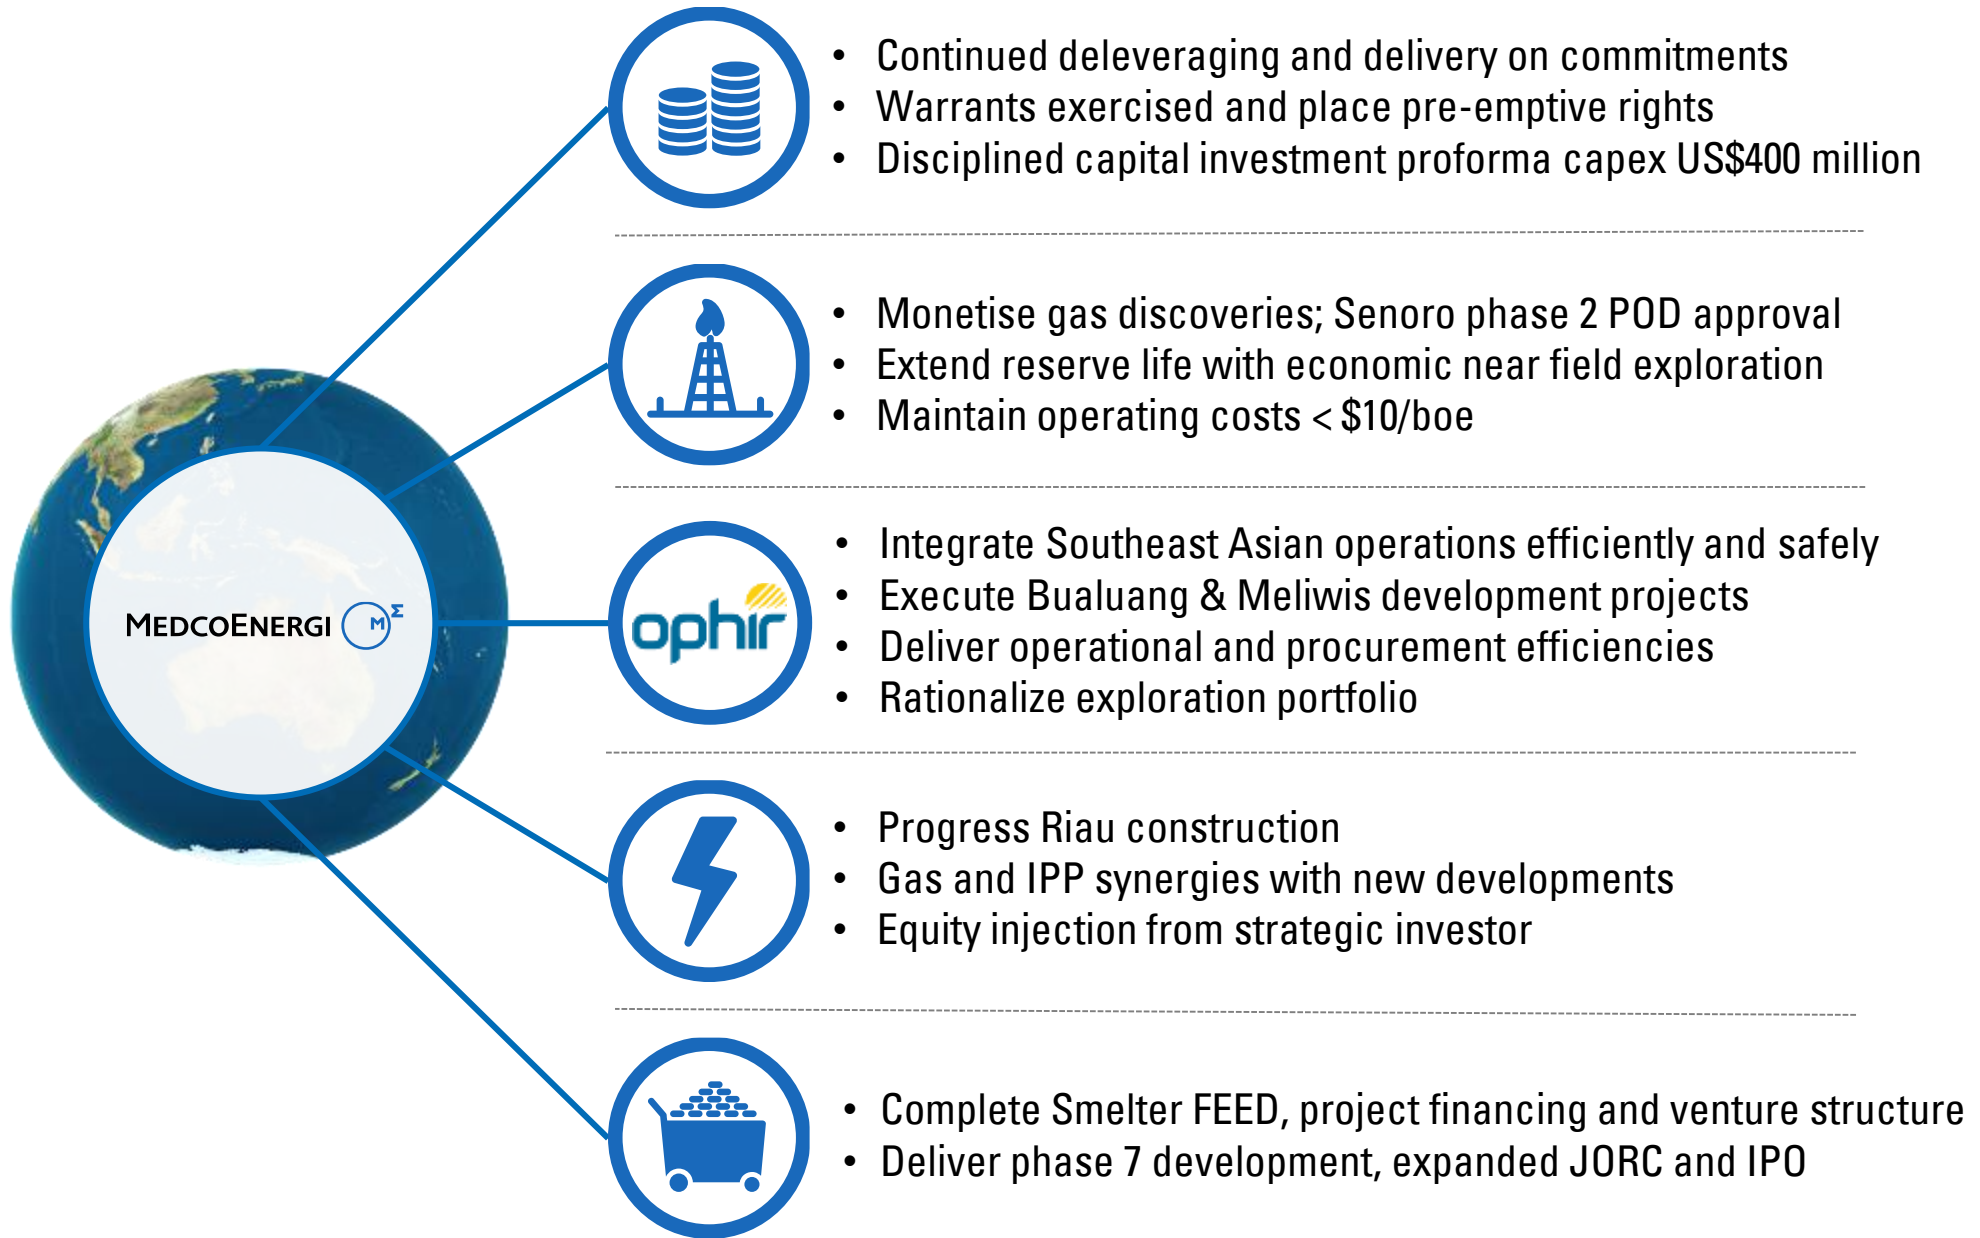 • Continued deleveraging and delivery on commitments
• Warrants exercised and place pre-emptive rights
• Disciplined capital investment proforma capex US$400 million
• Monetise gas discoveries; Senoro phase 2 POD approval
• Extend reserve life with economic near field exploration
• Maintain operating costs < $10/boe
MEDCOENERGI M Σ
ophir
• Integrate Southeast Asian operations efficiently and safely
• Execute Bualuang & Meliwis development projects
• Deliver operational and procurement efficiencies
• Rationalize exploration portfolio
• Progress Riau construction
• Gas and IPP synergies with new developments
• Equity injection from strategic investor
• Complete Smelter FEED, project financing and venture structure
• Deliver phase 7 development, expanded JORC and IPO